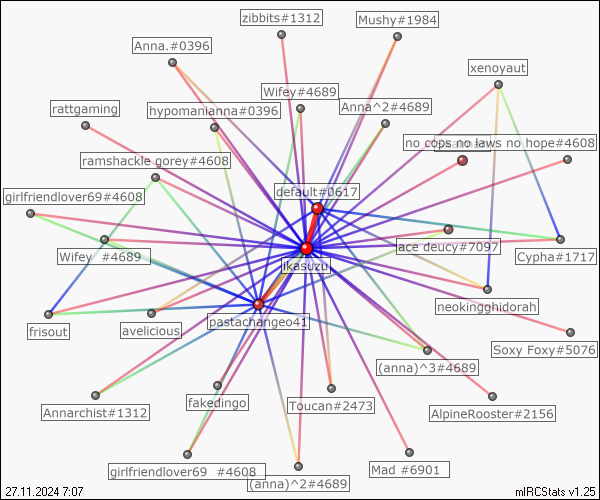 zibbits#1312
Mushy#1984
Anna.#0396
xenoyaut
Wifey#4689
rattgaming
hypomanianna#0396
Anna^2#4689
no cops no laws no hope#4608
ramshackle gorey#4608
default#0617
girlfriendlover69#4608
ace deucy#7097
Wifey  #4689
Cypha#1717
jkasuzu
neokingghidorah
pastachangeo41
frisout
avelicious
Soxy Foxy#5076
(anna)^3#4689
Annarchist#1312
fakedingo
Toucan#2473
AlpineRooster#2156
girlfriendlover69  #4608
Mad #6901
(anna)^2#4689
27.11.2024 7:07
mIRCStats v1.25